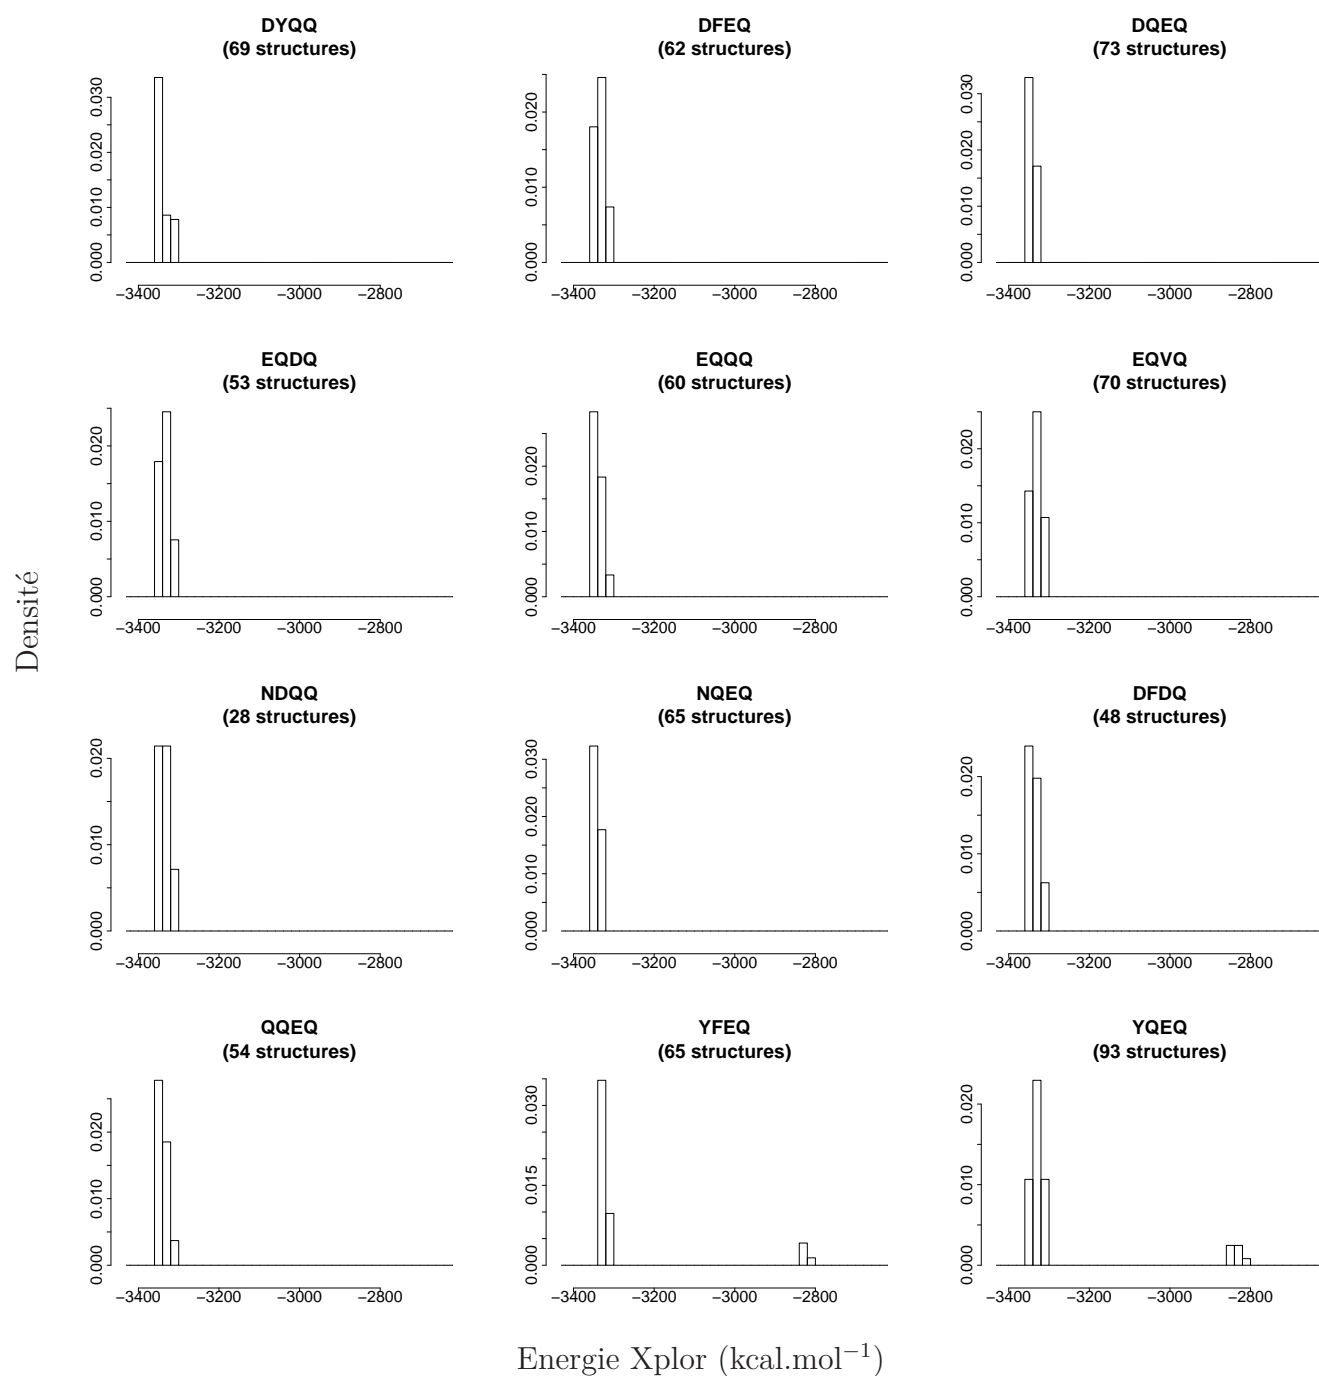 DYQQ
(69 structures)
0.000 0.010 0.020 0.030
−3400 −3200 −3000 −2800
DFEQ
(62 structures)
0.000 0.010 0.020
−3400 −3200 −3000 −2800
DQEQ
(73 structures)
0.000 0.010 0.020 0.030
−3400 −3200 −3000 −2800
EQDQ
(53 structures)
0.000 0.010 0.020
−3400 −3200 −3000 −2800
EQQQ
(60 structures)
0.000 0.010 0.020
−3400 −3200 −3000 −2800
EQVQ
(70 structures)
0.000 0.010 0.020
−3400 −3200 −3000 −2800
Densité
NDQQ
(28 structures)
0.000 0.010 0.020
−3400 −3200 −3000 −2800
NQEQ
(65 structures)
0.000 0.010 0.020 0.030
−3400 −3200 −3000 −2800
DFDQ
(48 structures)
0.000 0.010 0.020
−3400 −3200 −3000 −2800
QQEQ
(54 structures)
0.000 0.010 0.020
−3400 −3200 −3000 −2800
YFEQ
(65 structures)
0.000 0.015 0.030
−3400 −3200 −3000 −2800
YQEQ
(93 structures)
0.000 0.010 0.020
−3400 −3200 −3000 −2800
Energie Xplor (kcal.mol⁻¹)